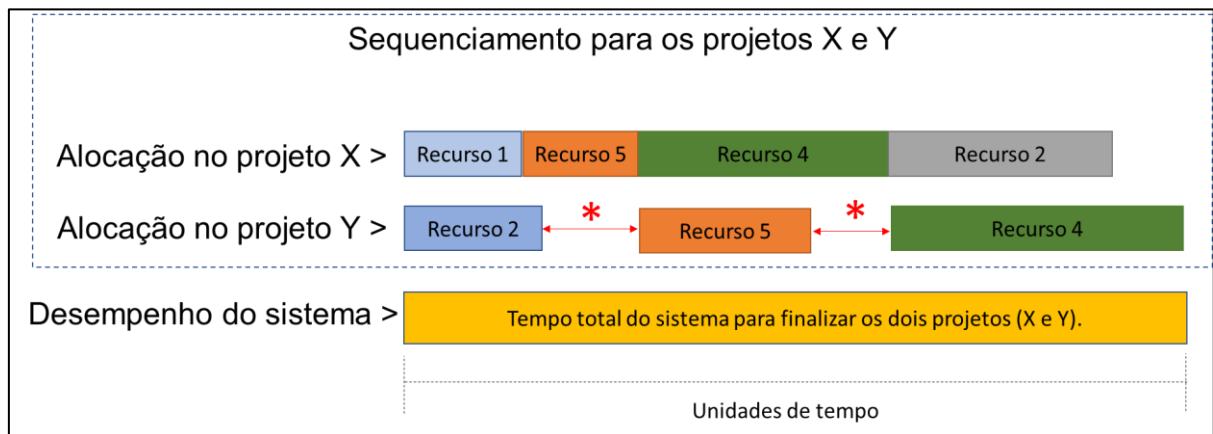 Sequenciamento para os projetos X e Y
Alocação no projeto X > Recurso 1 Recurso 5 Recurso 4 Recurso 2
* *
Alocação no projeto Y > Recurso 2 Recurso 5 Recurso 4
Desempenho do sistema > Tempo total do sistema para finalizar os dois projetos (X e Y).
Unidades de tempo